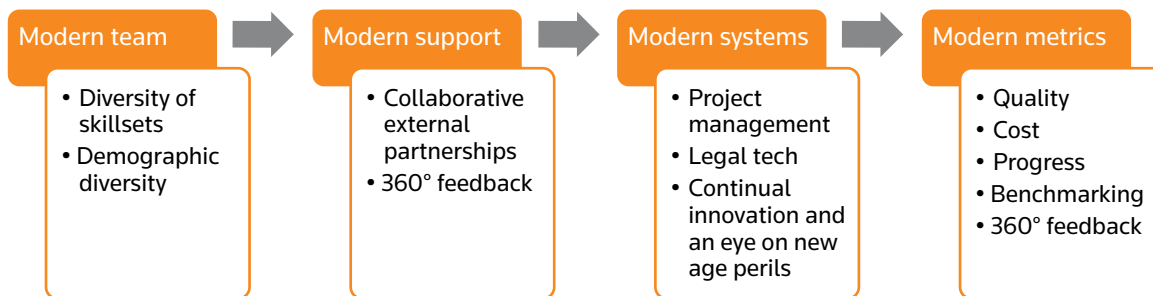 Modern team
• Diversity of
skillsets
• Demographic
diversity
Modern support
• Collaborative
external
partnerships
• 360° feedback
Modern systems
• Project
management
• Legal tech
• Continual
innovation and
an eye on new
age perils
Modern metrics
• Quality
• Cost
• Progress
• Benchmarking
• 360° feedback